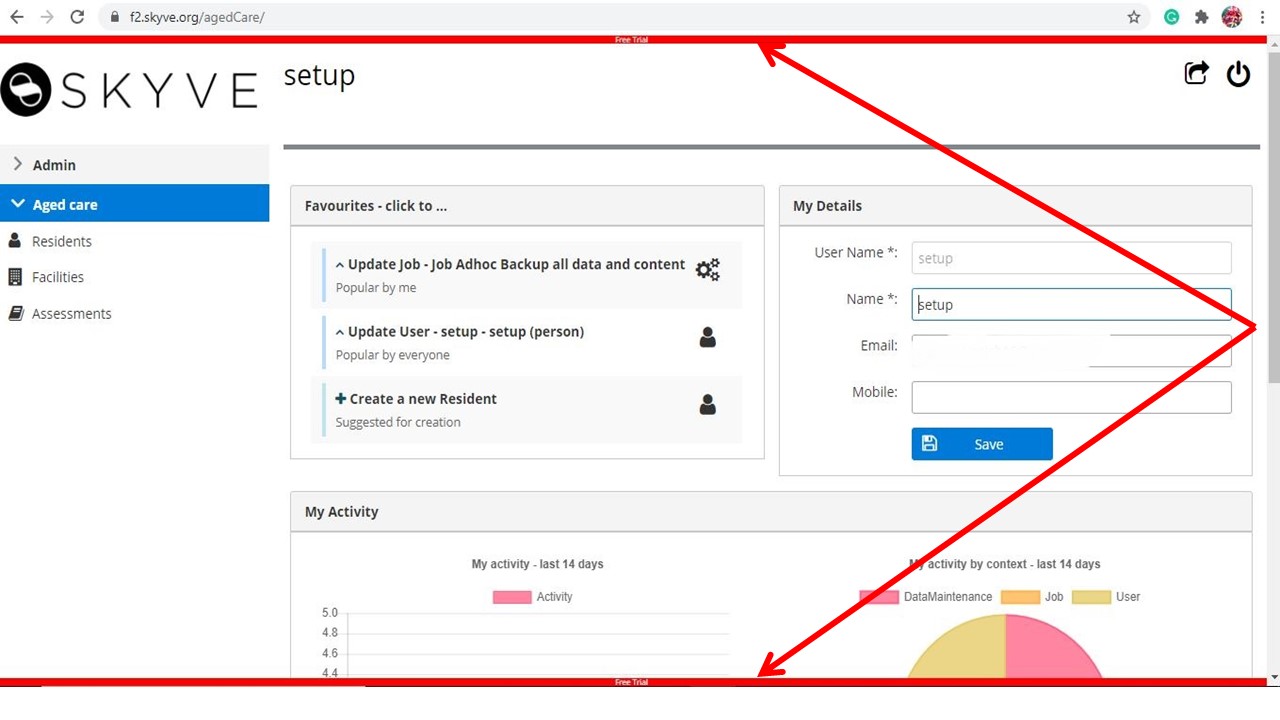 f2.skyve.org/agedCare/
Free Trial
SKYVE
setup
Admin
Aged care
Residents
Facilities
Assessments
Favourites - click to ...
Update Job - Job Adhoc Backup all data and content
Popular by me
Update User - setup - setup (person)
Popular by everyone
Create a new Resident
Suggested for creation
My Details
User Name *: setup
Name *: setup
Email:
Mobile:
Save
My Activity
My activity - last 14 days
Activity
5.0
4.8
4.6
4.4
My activity by context - last 14 days
DataMaintenance Job User
Free Trial